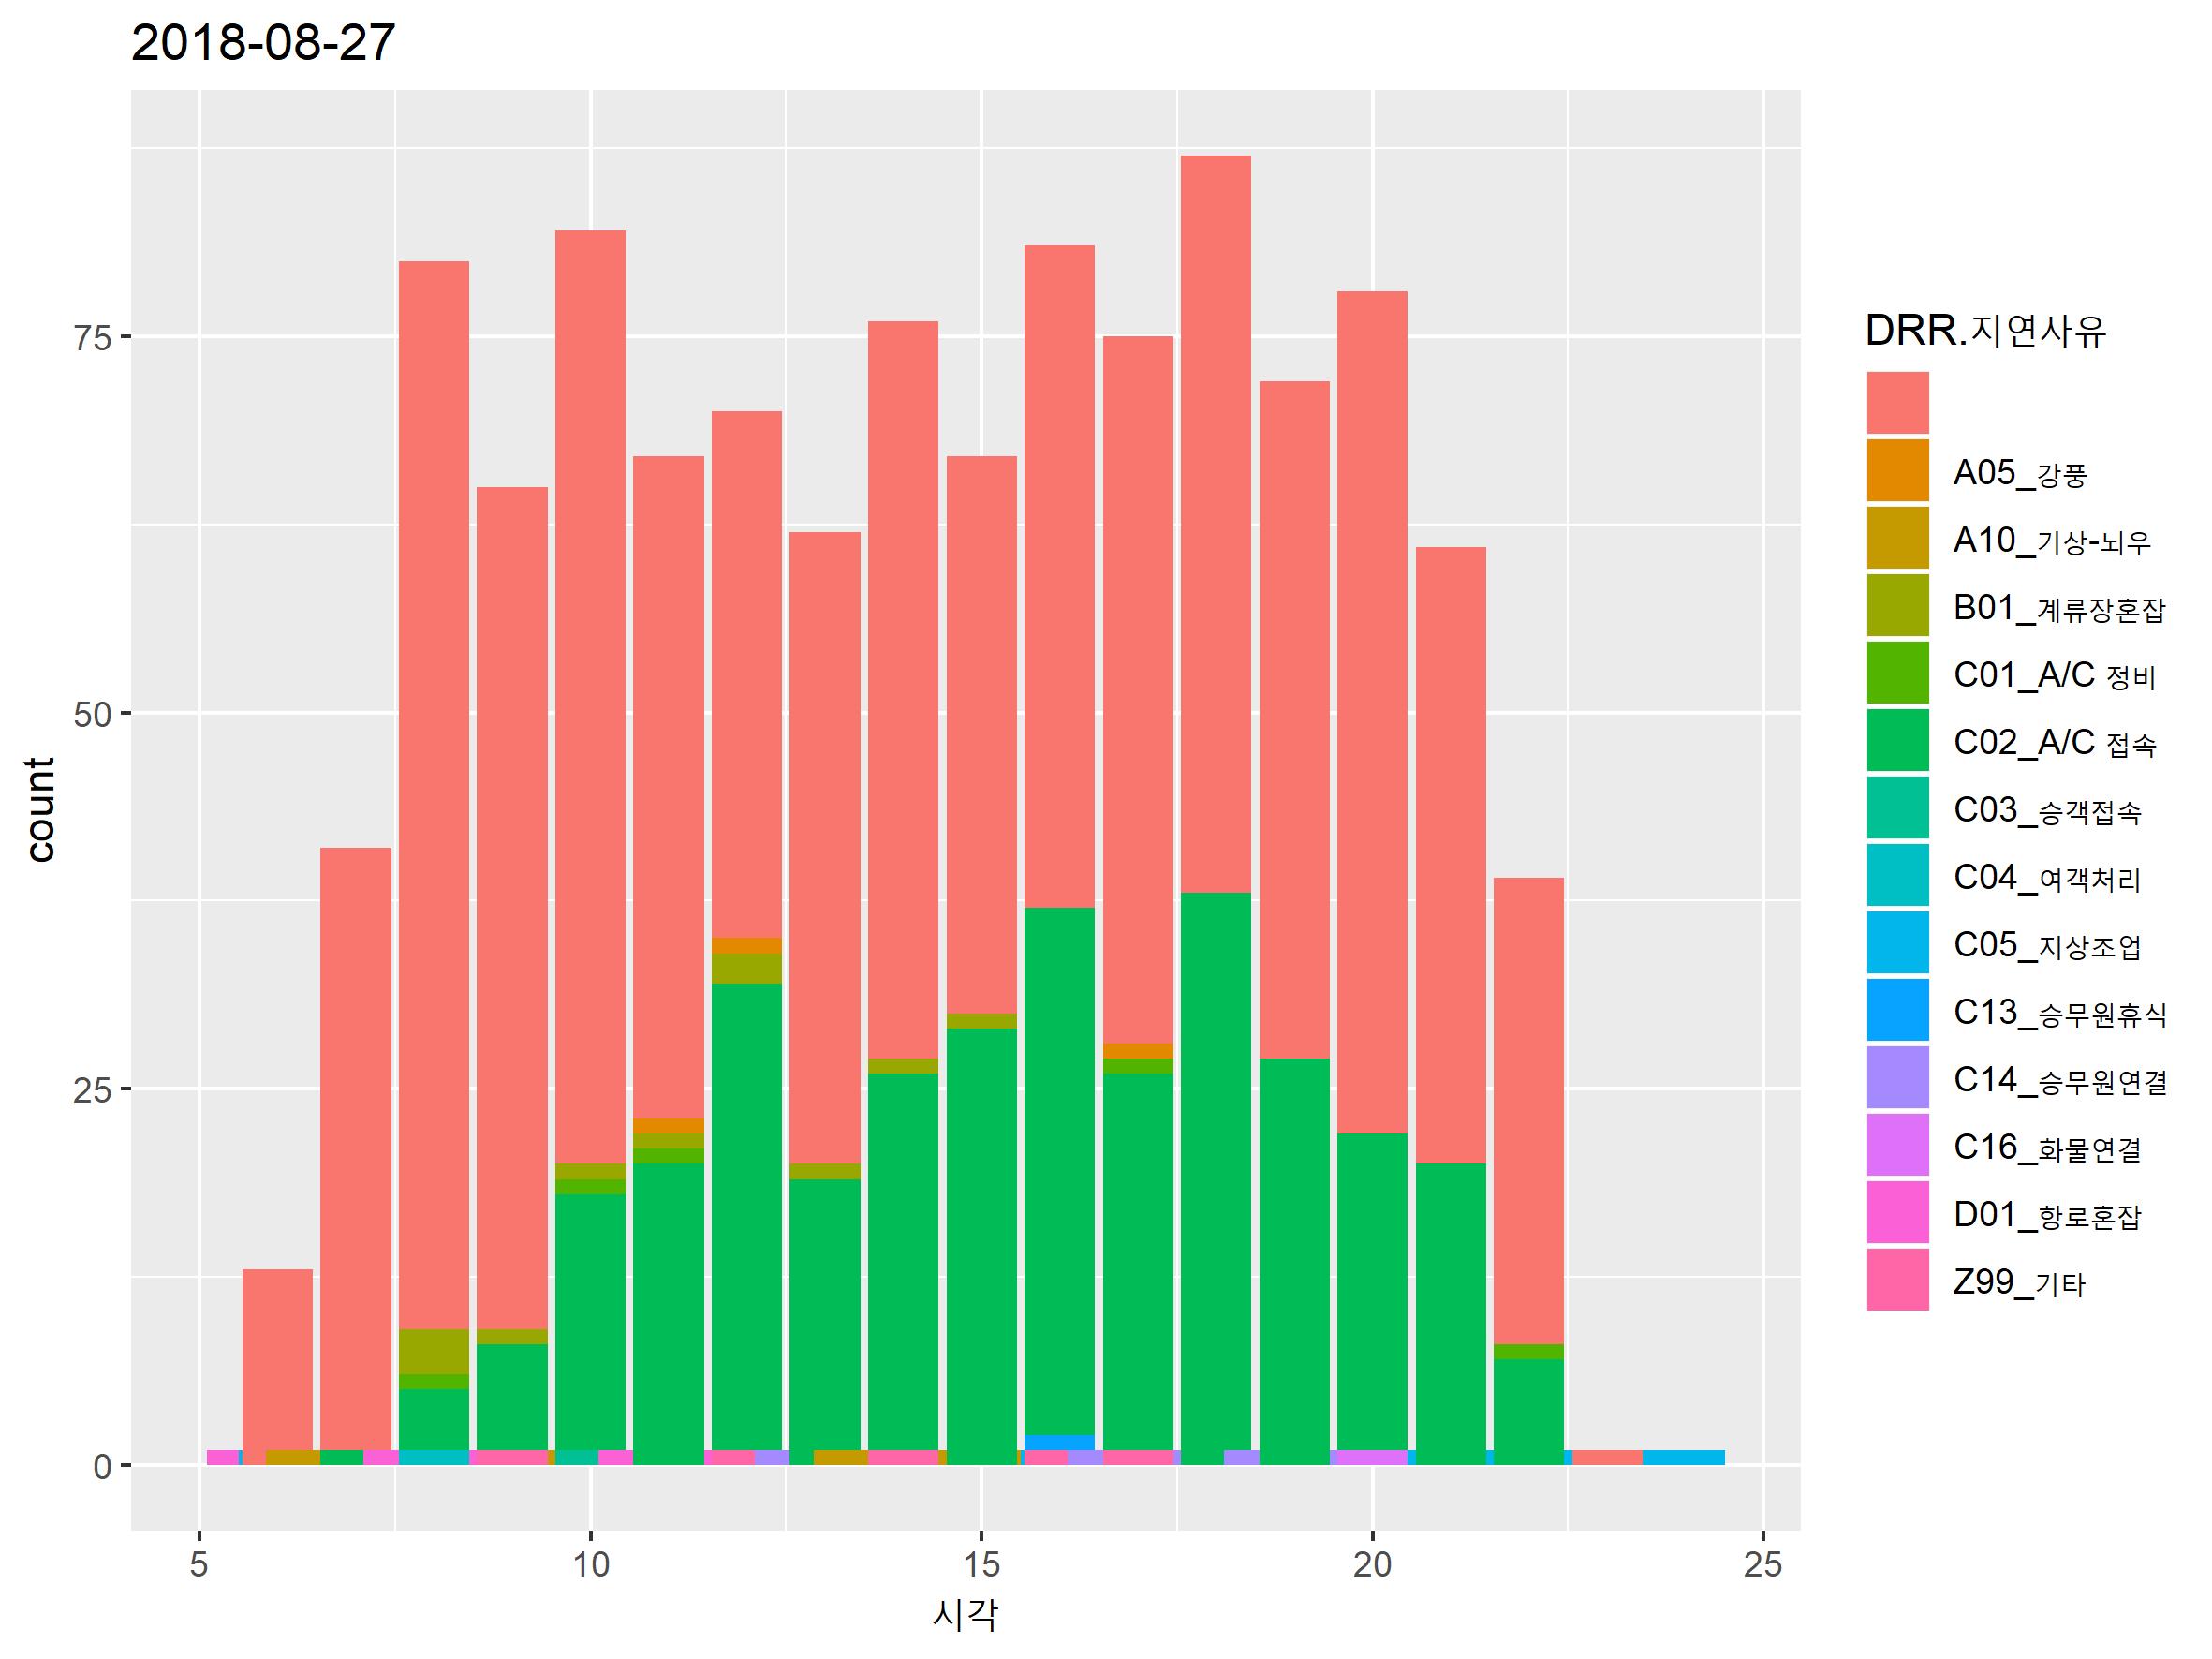 2018-08-27
count
75
50
25
0
5 10 15 20 25
시각
DRR.지연사유
A05_강풍
A10_기상-뇌우
B01_계류장혼잡
C01_A/C 정비
C02_A/C 접속
C03_승객접속
C04_여객처리
C05_지상조업
C13_승무원휴식
C14_승무원연결
C16_화물연결
D01_항로혼잡
Z99_기타